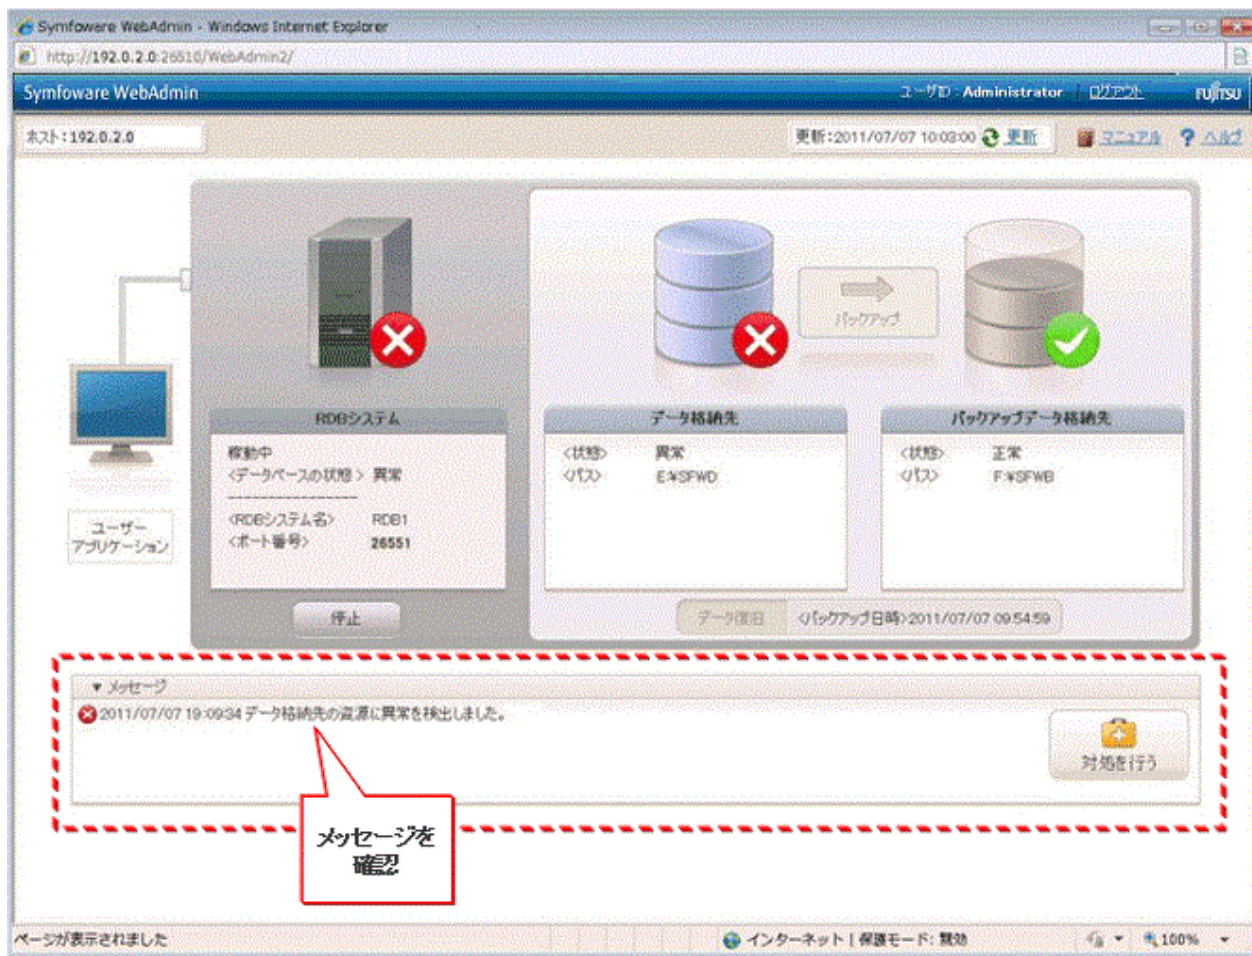 Symfoware WebAdmin - Windows Internet Explorer
http://192.0.2.0:26510/WebAdmin2/
Symfoware WebAdmin
ユーザID : Administrator
ログアウト
FUJITSU
ホスト:192.0.2.0
更新:2011/07/07 10:03:00
更新
マニュアル
? ヘルプ
バックアップ
RDBシステム
稼動中
<データベースの状態> 異常
----------------
<RDBシステム名> RDB1
<ポート番号> 26551
停止
データ格納先
<状態> 異常
<パス> E:¥SFWD
バックアップデータ格納先
<状態> 正常
<パス> F:¥SFWB
データ復旧
<バックアップ日時>2011/07/07 09:54:59
ユーザー
アプリケーション
▼ メッセージ
2011/07/07 19:09:34 データ格納先の資源に異常を検出しました。
対処を行う
メッセージを
確認
ページが表示されました
インターネット | 保護モード: 無効
100%